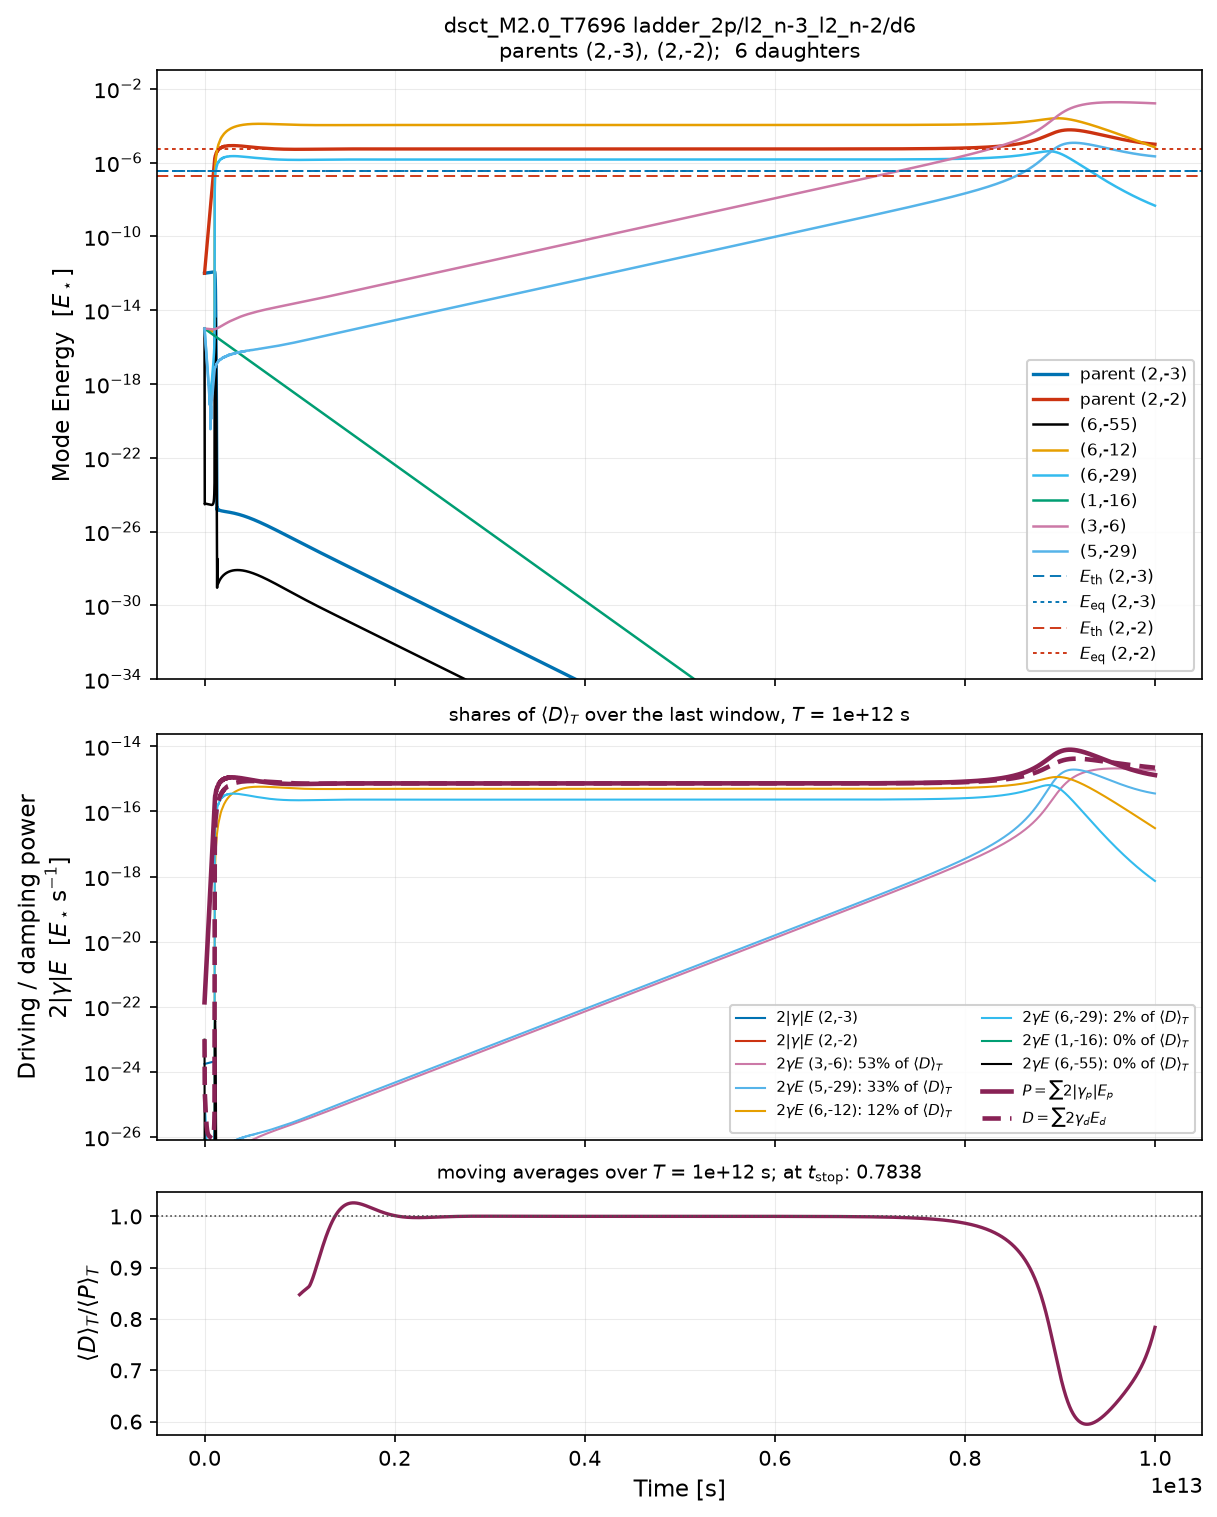 dsct_M2.0_T7696 ladder_2p/l2_n-3_l2_n-2/d6
parents (2,-3), (2,-2);  6 daughters
Mode Energy  [E⋆]
10⁻²
10⁻⁶
10⁻¹⁰
10⁻¹⁴
10⁻¹⁸
10⁻²²
10⁻²⁶
10⁻³⁰
10⁻³⁴
parent (2,-3)
parent (2,-2)
(6,-55)
(6,-12)
(6,-29)
(1,-16)
(3,-6)
(5,-29)
E_th (2,-3)
E_eq (2,-3)
E_th (2,-2)
E_eq (2,-2)
shares of ⟨D⟩_T over the last window, T = 1e+12 s
Driving / damping power
2|γ|E  [E⋆ s⁻¹]
10⁻¹⁴
10⁻¹⁶
10⁻¹⁸
10⁻²⁰
10⁻²²
10⁻²⁴
10⁻²⁶
2|γ|E (2,-3)
2|γ|E (2,-2)
2γE (3,-6): 53% of ⟨D⟩_T
2γE (5,-29): 33% of ⟨D⟩_T
2γE (6,-12): 12% of ⟨D⟩_T
2γE (6,-29): 2% of ⟨D⟩_T
2γE (1,-16): 0% of ⟨D⟩_T
2γE (6,-55): 0% of ⟨D⟩_T
P = ∑2|γ_p|E_p
D = ∑2γ_dE_d
moving averages over T = 1e+12 s; at t_stop: 0.7838
⟨D⟩_T/⟨P⟩_T
1.0
0.9
0.8
0.7
0.6
0.0
0.2
0.4
0.6
0.8
1.0
1e13
Time [s]